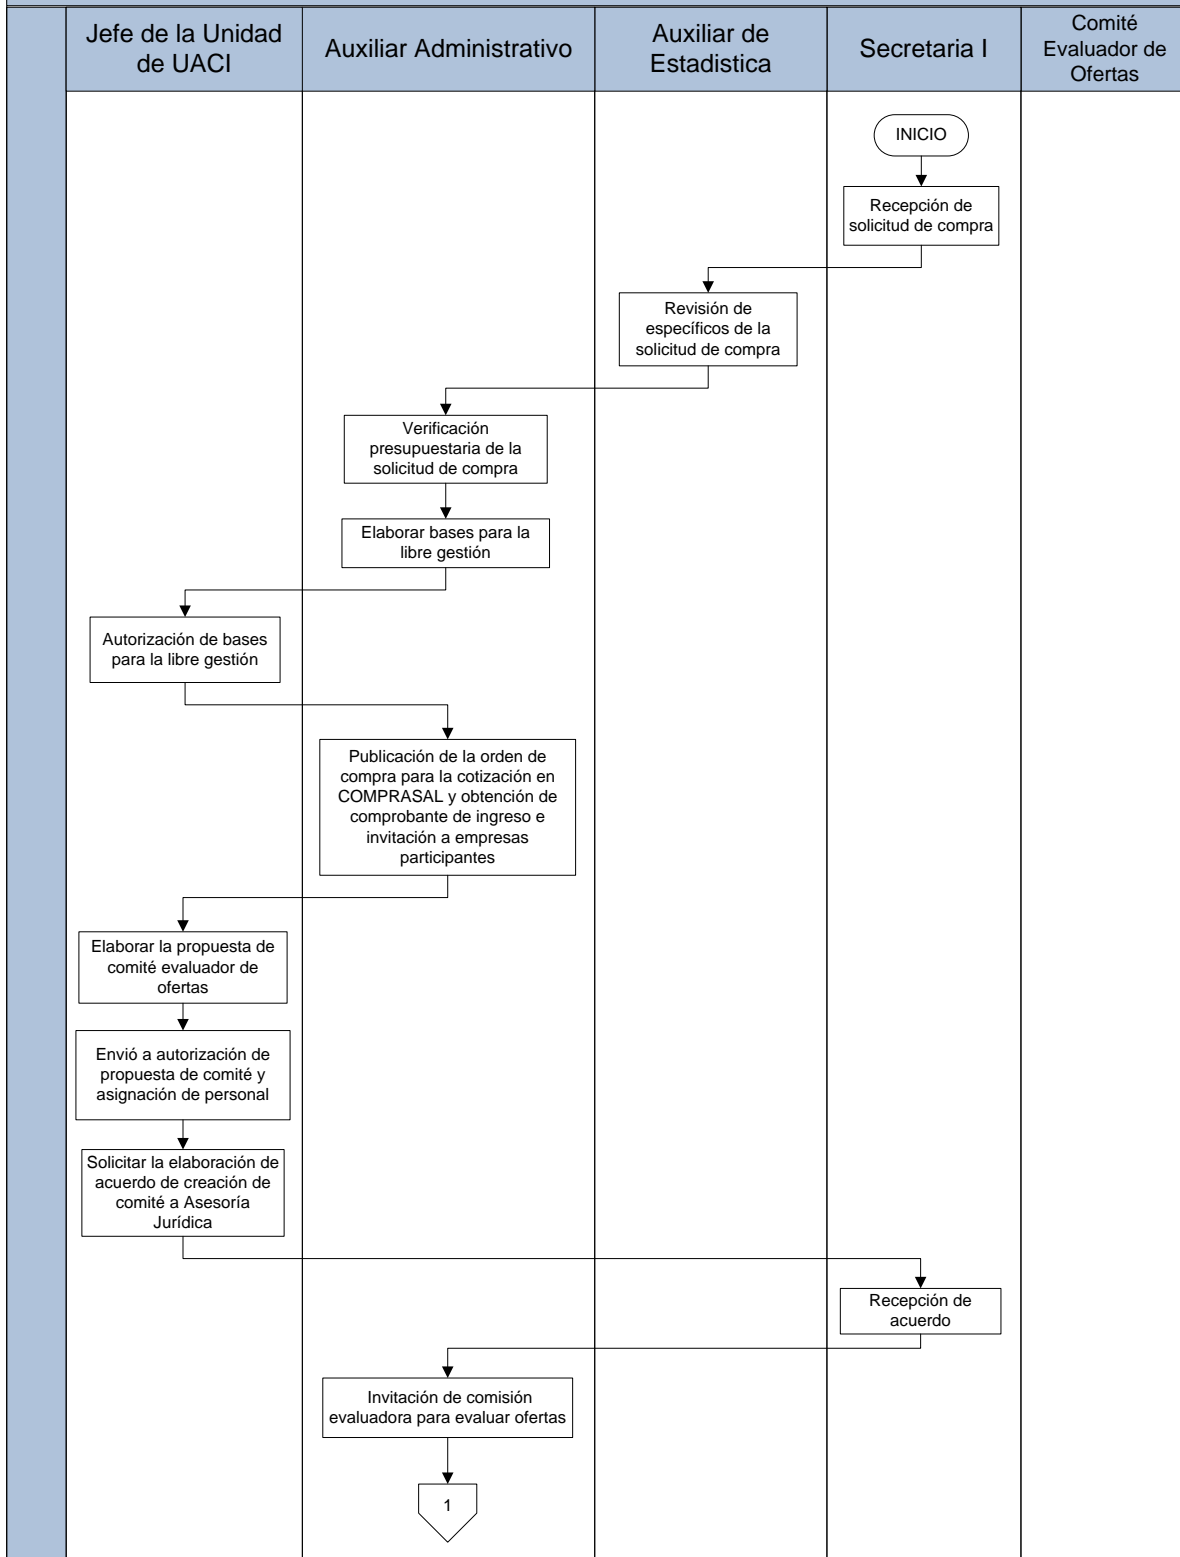 Jefe de la Unidad
de UACI
Auxiliar Administrativo
Auxiliar de
Estadistica
Secretaria I
Comité
Evaluador de
Ofertas
INICIO
Recepción de
solicitud de compra
Revisión de
específicos de la
solicitud de compra
Verificación
presupuestaria de la
solicitud de compra
Elaborar bases para la
libre gestión
Autorización de bases
para la libre gestión
Publicación de la orden de
compra para la cotización en
COMPRASAL y obtención de
comprobante de ingreso e
invitación a empresas
participantes
Elaborar la propuesta de
comité evaluador de
ofertas
Envió a autorización de
propuesta de comité y
asignación de personal
Solicitar la elaboración de
acuerdo de creación de
comité a Asesoría
Jurídica
Recepción de
acuerdo
Invitación de comisión
evaluadora para evaluar ofertas
1